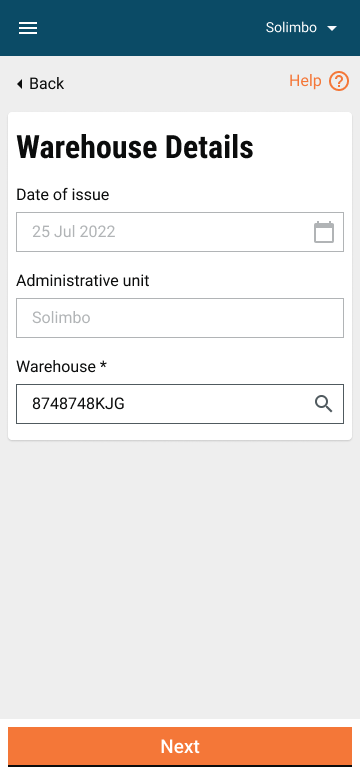 Solimbo
Back
Help
Warehouse Details
Date of issue
25 Jul 2022
Administrative unit
Solimbo
Warehouse *
8748748KJG
Next